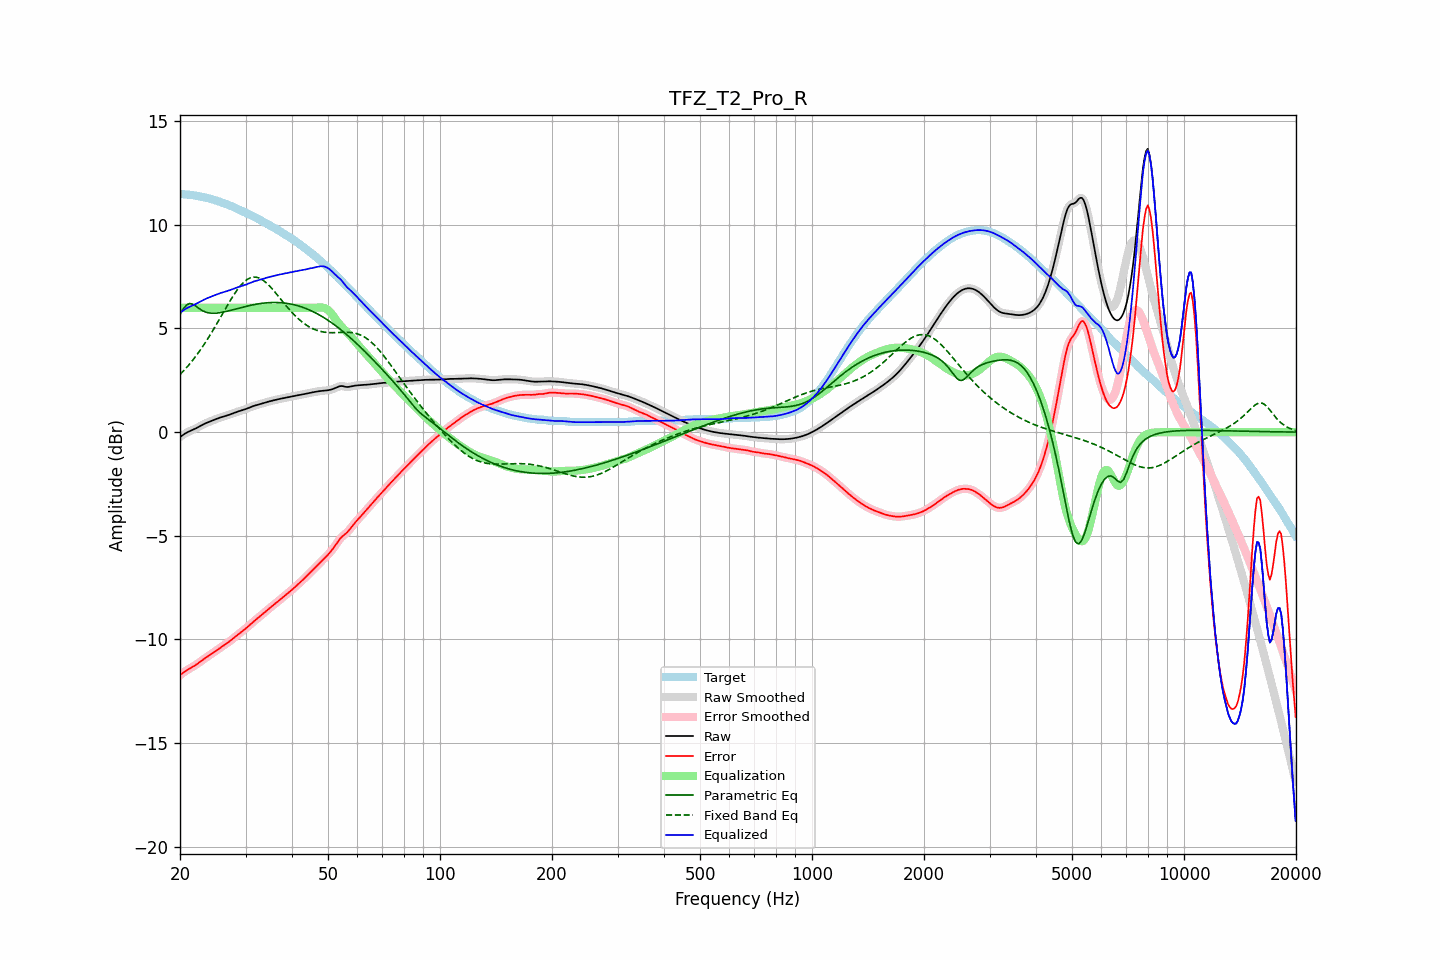 TFZ_T2_Pro_R
Amplitude (dBr)
15
10
5
0
−5
−10
−15
−20
Target
Raw Smoothed
Error Smoothed
Raw
Error
Equalization
Parametric Eq
Fixed Band Eq
Equalized
20
50
100
200
500
1000
2000
5000
10000
20000
Frequency (Hz)